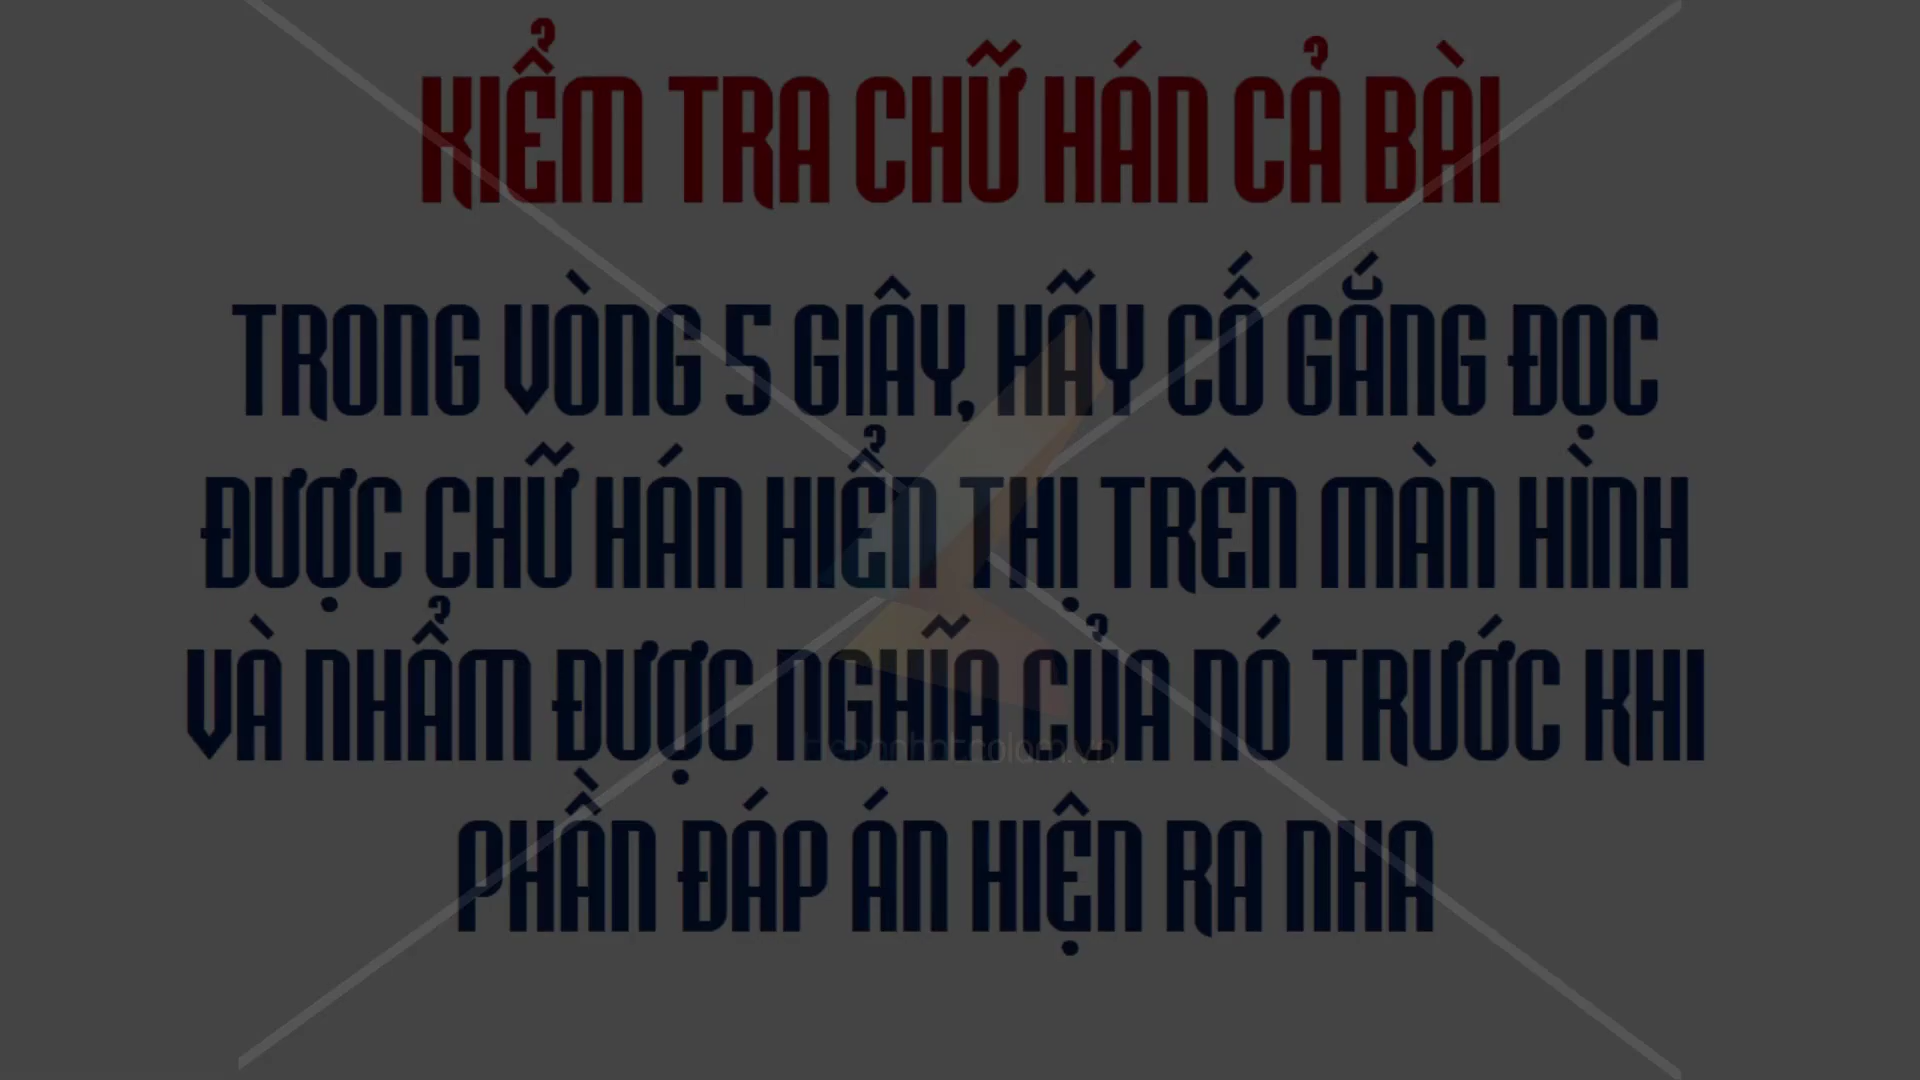 KIỂM TRA CHỮ HÁN CẢ BÀI
TRONG VÒNG 5 GIÂY, HÃY CỐ GẮNG ĐỌC
ĐƯỢC CHỮ HÁN HIỂN THỊ TRÊN MÀN HÌNH
VÀ NHẨM ĐƯỢC NGHĨA CỦA NÓ TRƯỚC KHI
PHẦN ĐÁP ÁN HIỆN RA NHA